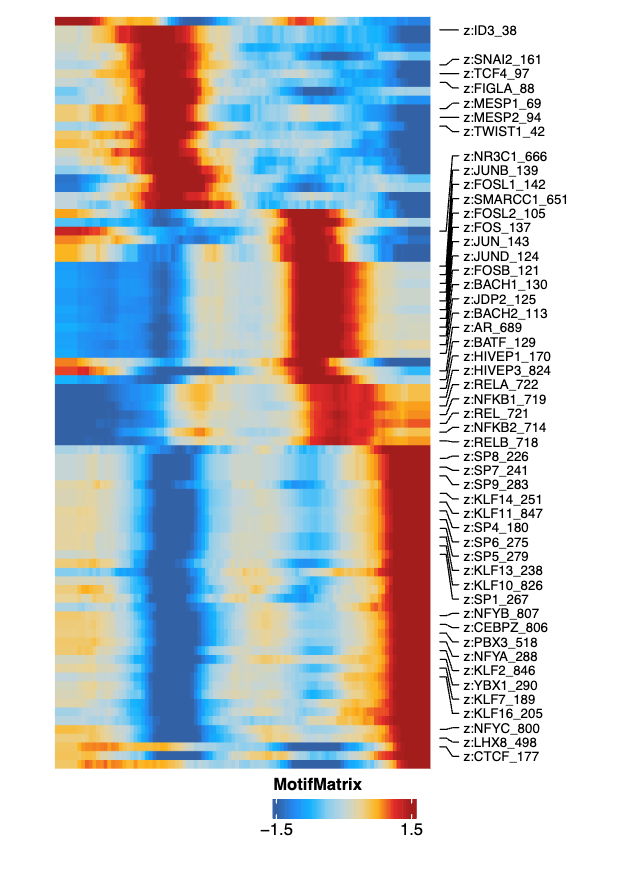 z:ID3_38
z:SNAI2_161
z:TCF4_97
z:FIGLA_88
z:MESP1_69
z:MESP2_94
z:TWIST1_42
z:NR3C1_666
z:JUNB_139
z:FOSL1_142
z:SMARCC1_651
z:FOSL2_105
z:FOS_137
z:JUN_143
z:JUND_124
z:FOSB_121
z:BACH1_130
z:JDP2_125
z:BACH2_113
z:AR_689
z:BATF_129
z:HIVEP1_170
z:HIVEP3_824
z:RELA_722
z:NFKB1_719
z:REL_721
z:NFKB2_714
z:RELB_718
z:SP8_226
z:SP7_241
z:SP9_283
z:KLF14_251
z:KLF11_847
z:SP4_180
z:SP6_275
z:SP5_279
z:KLF13_238
z:KLF10_826
z:SP1_267
z:NFYB_807
z:CEBPZ_806
z:PBX3_518
z:NFYA_288
z:KLF2_846
z:YBX1_290
z:KLF7_189
z:KLF16_205
z:NFYC_800
z:LHX8_498
z:CTCF_177
MotifMatrix
−1.5 1.5